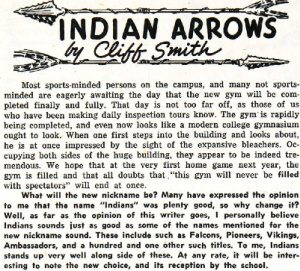 INDIAN ARROWS
by Cliff Smith
Most sports-minded persons on the campus, and many not sports-
minded are eagerly awaiting the day that the new gym will be com-
pleted finally and fully. That day is not too far off, as those of us
who have been making daily inspection tours know. The gym is rapidly
being completed, and even now looks like a modern college gymnasium
ought to look. When one first steps into the building and looks about,
he is at once impressed by the sight of the expansive bleachers. Oc-
cupying both sides of the huge building, they appear to be indeed tre-
mendous. We hope that at the very first home game next year, the
gym is filled and that all doubts that "this gym will never be filled
with spectators" will end at once.
What will the new nickname be? Many have expressed the opinion
to me that the name "Indians" was plenty good, so why change it?
Well, as far as the opinion of this writer goes, I personally believe
Indians sounds just as good as some of the names mentioned for the
new nickname sound. These include such as Falcons, Pioneers, Vikings,
Ambassadors, and a hundred and one other such titles. To me, Indians
stands up very well along side of these. At any rate, it will be inter-
esting to note the new choice, and its reception by the school.